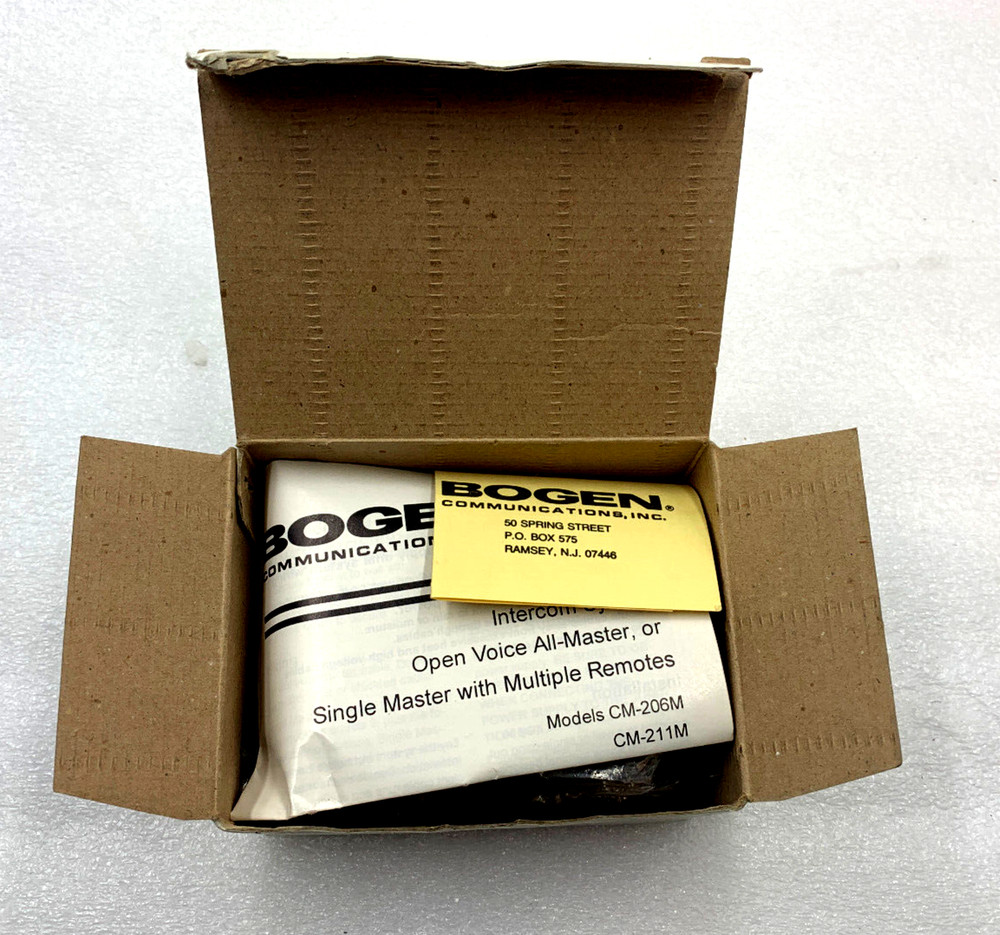 BOGEN®
COMMUNICATIONS, INC.
50 SPRING STREET
P.O. BOX 575
RAMSEY, N.J. 07446
BOGE
COMMUNICATIO
Intercom
Open Voice All-Master, or
Single Master with Multiple Remotes
Models CM-206M
CM-211M